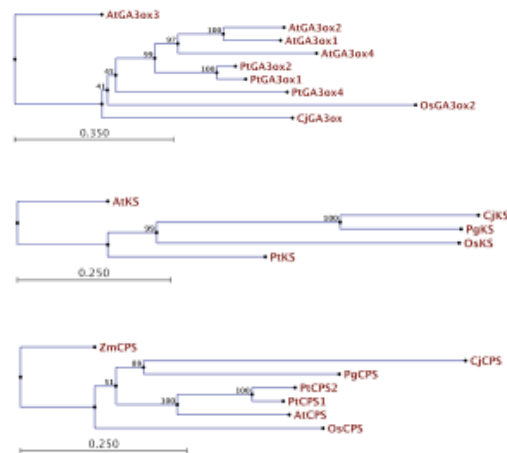 AtGA3ox3
AtGA3ox2
100
97
AtGA3ox1
AtGA3ox4
99
PtGA3ox2
100
PtGA3ox1
45
PtGA3ox4
41
OsGA3ox2
CjGA3ox
0.350
AtKS
CjKS
100
PgKS
99
OsKS
PtKS
0.250
ZmCPS
CjCPS
PgCPS
51
PtCPS2
100
PtCPS1
100
AtCPS
OsCPS
0.250